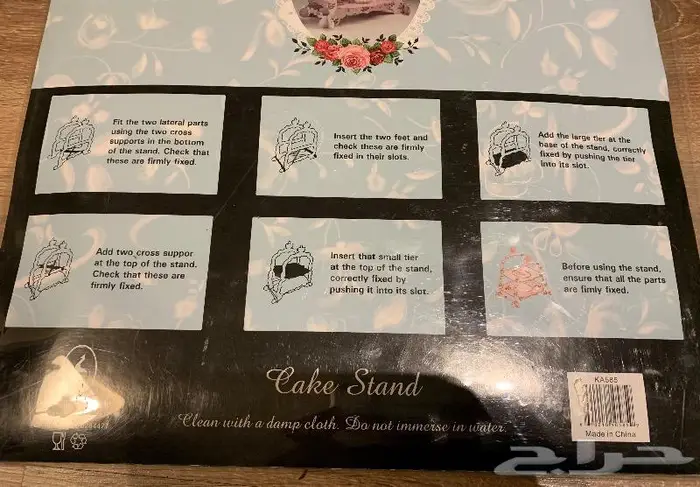 Fit the two lateral parts
using the two cross
supports in the bottom
of the stand. Check that
these are firmly fixed.
Insert the two feet and
check these are firmly
fixed in their slots.
Add the large tier at the
base of the stand, correctly
fixed by pushing the tier
into its slot.
Add two cross suppor
at the top of the stand.
Check that these are
firmly fixed.
Insert that small tier
at the top of the stand,
correctly fixed by
pushing it into its slot.
Before using the stand,
ensure that all the parts
are firmly fixed.
Cake Stand
Clean with a damp cloth. Do not immerse in water.
KA585
Made in China
حراج